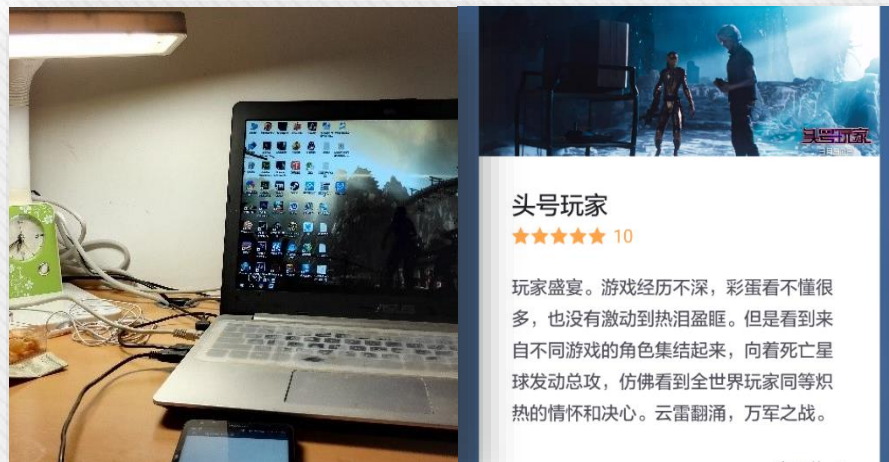 头号玩家
头号玩家
10
玩家盛宴。游戏经历不深，彩蛋看不懂很
多，也没有激动到热泪盈眶。但是看到来
自不同游戏的角色集结起来，向着死亡星
球发动总攻，仿佛看到全世界玩家同等炽
热的情怀和决心。云雷翻涌，万军之战。